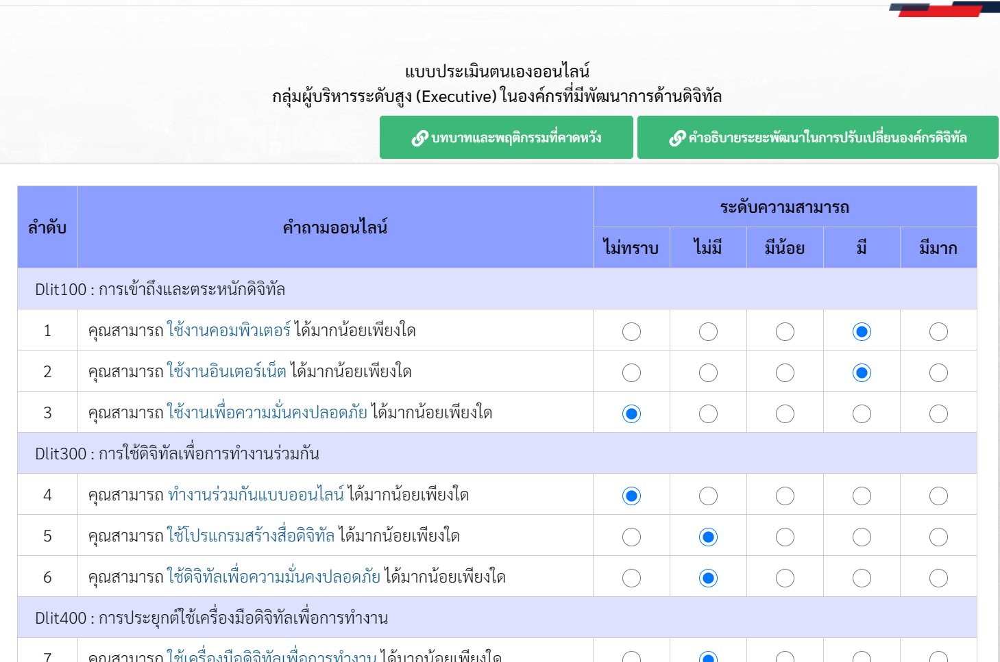 แบบประเมินตนเองออนไลน์
กลุ่มผู้บริหารระดับสูง (Executive) ในองค์กรที่มีพัฒนาการด้านดิจิทัล
บทบาทและพฤติกรรมที่คาดหวัง
คำอธิบายระยะพัฒนาในการปรับเปลี่ยนองค์กรดิจิทัล
ลำดับ
คำถามออนไลน์
ระดับความสามารถ
ไม่ทราบ
ไม่มี
มีน้อย
มี
มีมาก
Dlit100 : การเข้าถึงและตระหนักดิจิทัล
1 คุณสามารถ ใช้งานคอมพิวเตอร์ ได้มากน้อยเพียงใด
2 คุณสามารถ ใช้งานอินเตอร์เน็ต ได้มากน้อยเพียงใด
3 คุณสามารถ ใช้งานเพื่อความมั่นคงปลอดภัย ได้มากน้อยเพียงใด
Dlit300 : การใช้ดิจิทัลเพื่อการทำงานร่วมกัน
4 คุณสามารถ ทำงานร่วมกันแบบออนไลน์ ได้มากน้อยเพียงใด
5 คุณสามารถ ใช้โปรแกรมสร้างสื่อดิจิทัล ได้มากน้อยเพียงใด
6 คุณสามารถ ใช้ดิจิทัลเพื่อความมั่นคงปลอดภัย ได้มากน้อยเพียงใด
Dlit400 : การประยุกต์ใช้เครื่องมือดิจิทัลเพื่อการทำงาน
7 คุณสามารถ ใช้เครื่องมือดิจิทัลเพื่อการทำงาน ได้มากน้อยเพียงใด